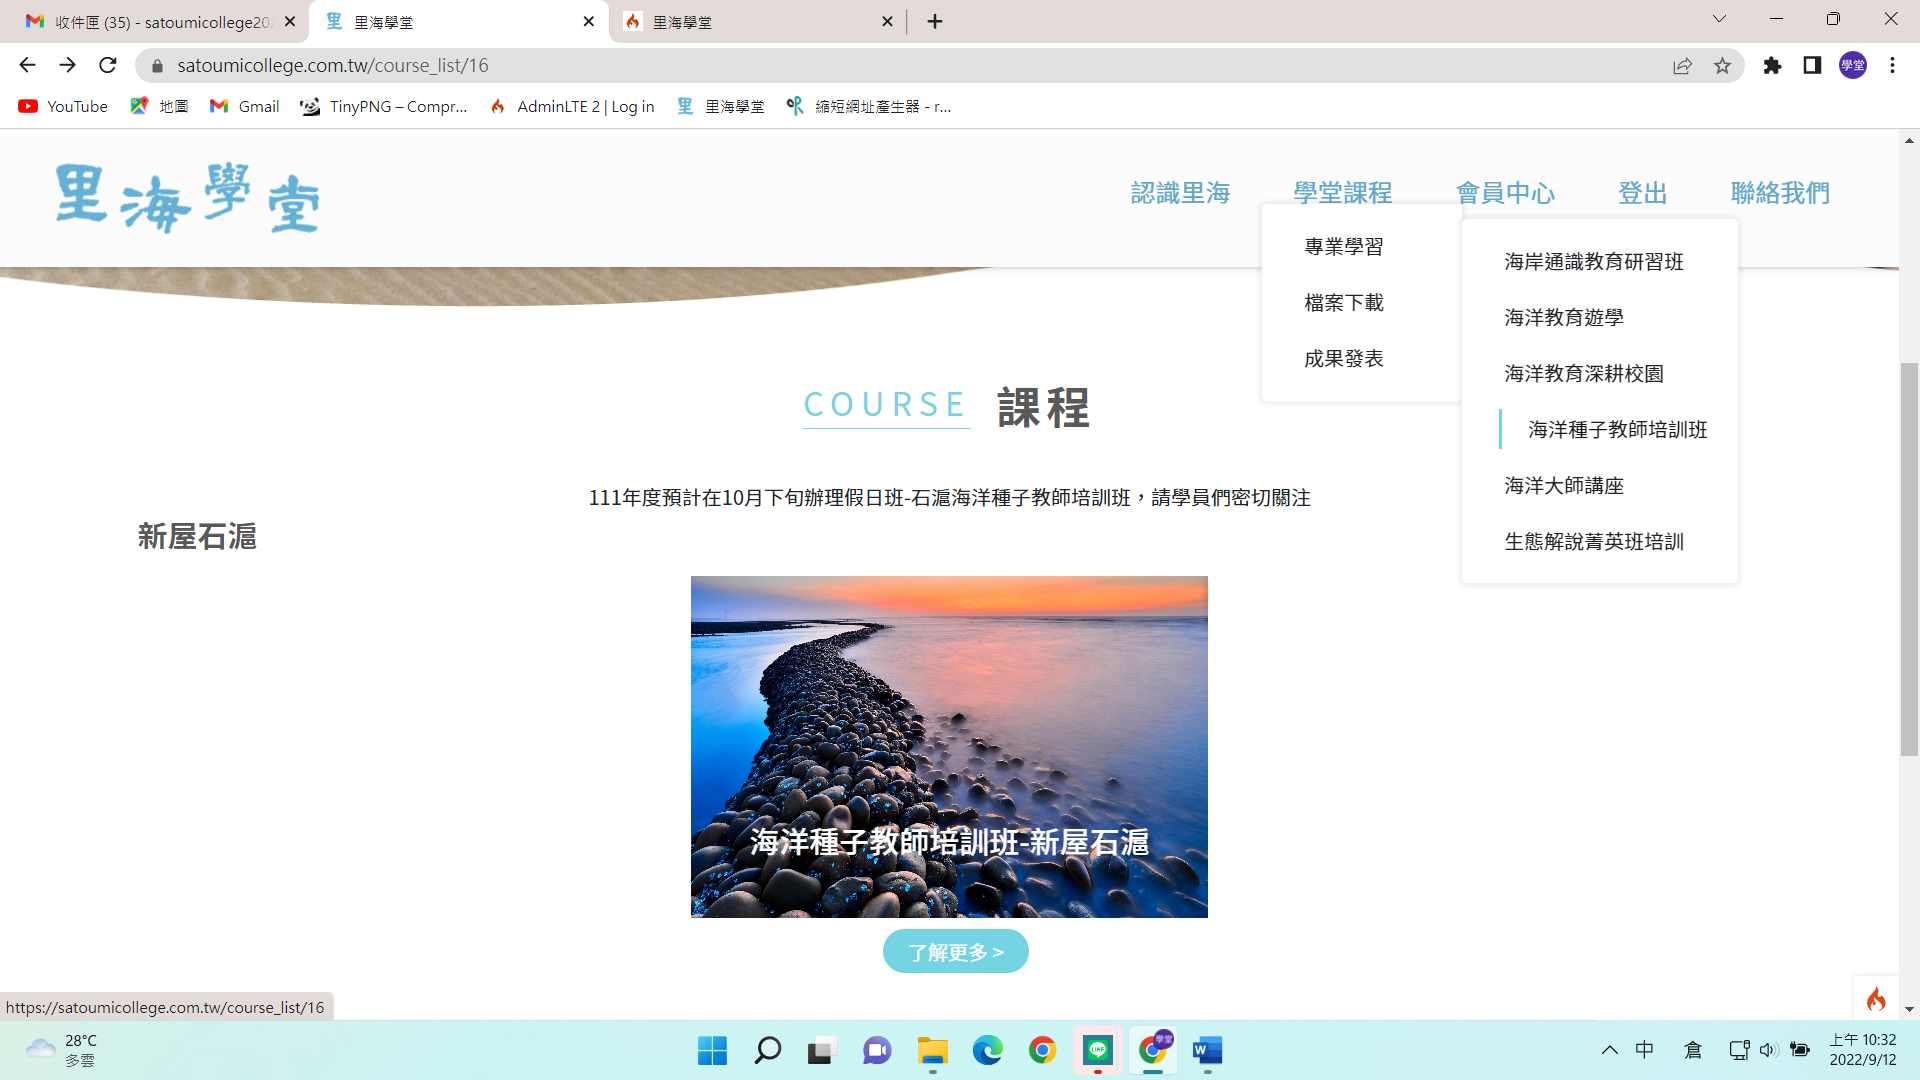 收件匣 (35) - satoumicollege202
里海學堂
里海學堂
satoumicollege.com.tw/course_list/16
學堂
YouTube
地圖
Gmail
TinyPNG – Compr...
AdminLTE 2 | Log in
里海學堂
縮短網址產生器 - r...
里海學堂
認識里海
學堂課程
會員中心
登出
聯絡我們
專業學習
檔案下載
成果發表
海岸通識教育研習班
海洋教育遊學
海洋教育深耕校園
海洋種子教師培訓班
海洋大師講座
生態解說菁英班培訓
COURSE 課程
111年度預計在10月下旬辦理假日班-石滬海洋種子教師培訓班，請學員們密切關注
新屋石滬
海洋種子教師培訓班-新屋石滬
了解更多 >
https://satoumicollege.com.tw/course_list/16
28°C
多雲
LINE
學堂
中
倉
上午 10:32
2022/9/12